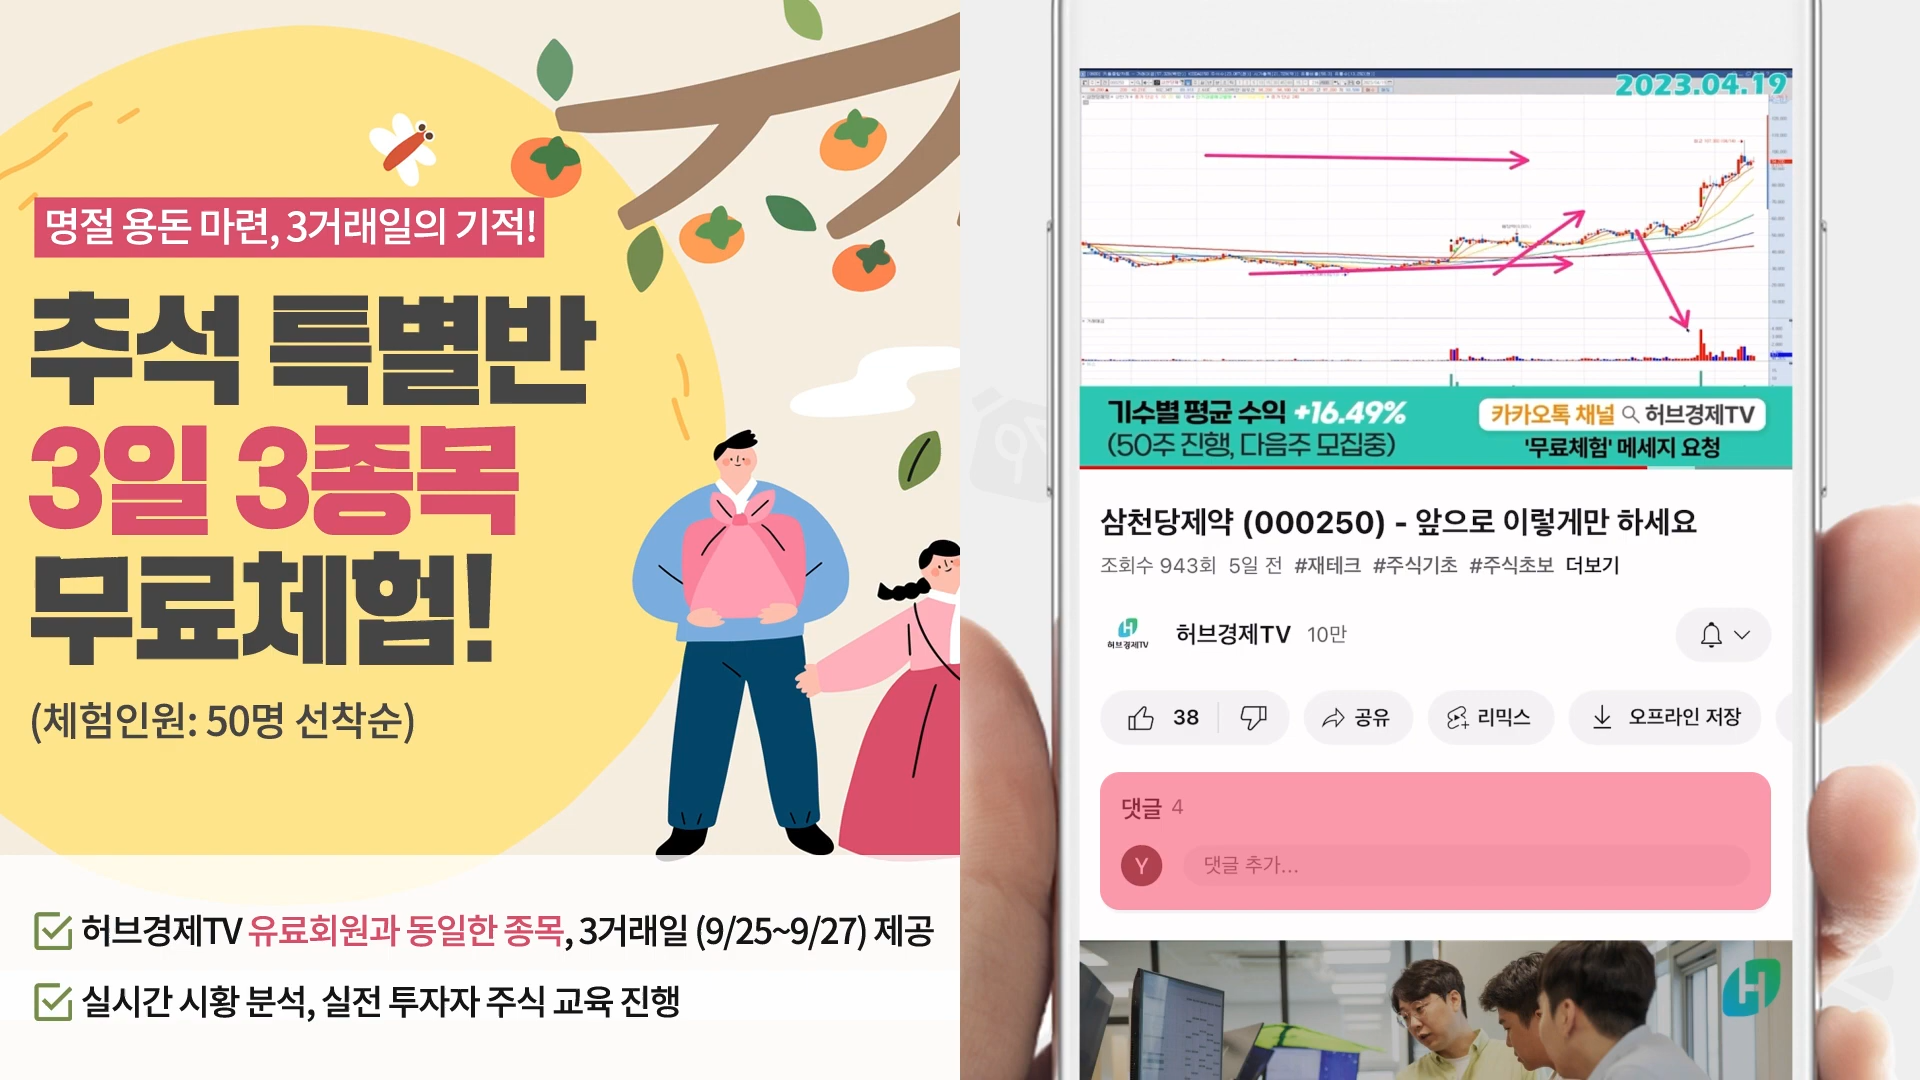 명절 용돈 마련, 3거래일의 기적!
추석 특별반
3일 3종목
무료체험!
(체험인원: 50명 선착순)
허브경제TV 유료회원과 동일한 종목, 3거래일 (9/25~9/27) 제공
실시간 시황 분석, 실전 투자자 주식 교육 진행
2023.04.19
기수별 평균 수익 +16.49%
(50주 진행, 다음주 모집중)
카카오톡 채널 허브경제TV
'무료체험' 메세지 요청
삼천당제약 (000250) - 앞으로 이렇게만 하세요
조회수 943회 5일 전 #재테크 #주식기초 #주식초보 더보기
허브경제TV
허브경제TV 10만
38
공유
리믹스
오프라인 저장
댓글 4
Y
댓글 추가...